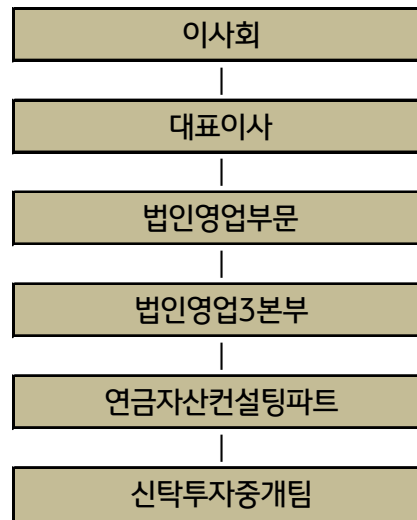 이사회
대표이사
법인영업부문
법인영업3본부
연금자산컨설팅파트
신탁투자중개팀